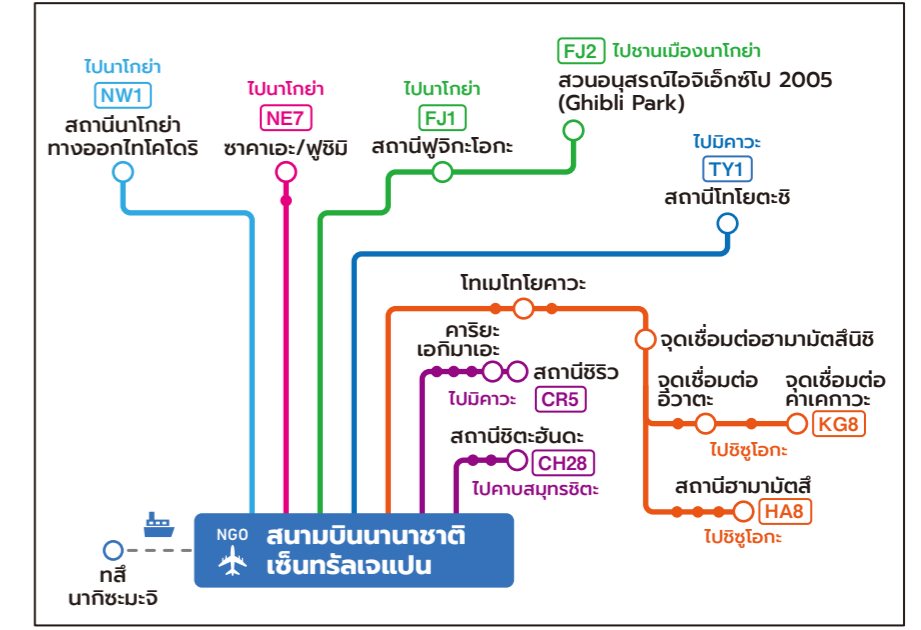 ไปนาโกย่า
NW1
สถานีนาโกย่า
ทางออกไทโคโดริ
ไปนาโกย่า
NE7
ซาคาเอะ/ฟูชิมิ
ไปนาโกย่า
FJ1
สถานีฟูจิกะโอกะ
FJ2 ไปชานเมืองนาโกย่า
สวนอนุสรณ์ไอจิเอ็กซ์โป 2005
(Ghibli Park)
ไปมิคาวะ
TY1
สถานีโทโยตะชิ
โทเมโทโยคาวะ
จุดเชื่อมต่อฮามามัตสึนิชิ
คาริยะ
เอกิมาเอะ
สถานีชิริว
ไปมิคาวะ CR5
จุดเชื่อมต่อ
อิวาตะ
จุดเชื่อมต่อ
คาเคกาวะ
KG8
ไปชิซูโอกะ
สถานีชิตะฮันดะ
CH28
ไปคาบสมุทรชิตะ
สถานีฮามามัตสึ
HA8
ไปชิซูโอกะ
NGO สนามบินนานาชาติ
เซ็นทรัลเจแปน
ทสึ
นากิซะมะจิ